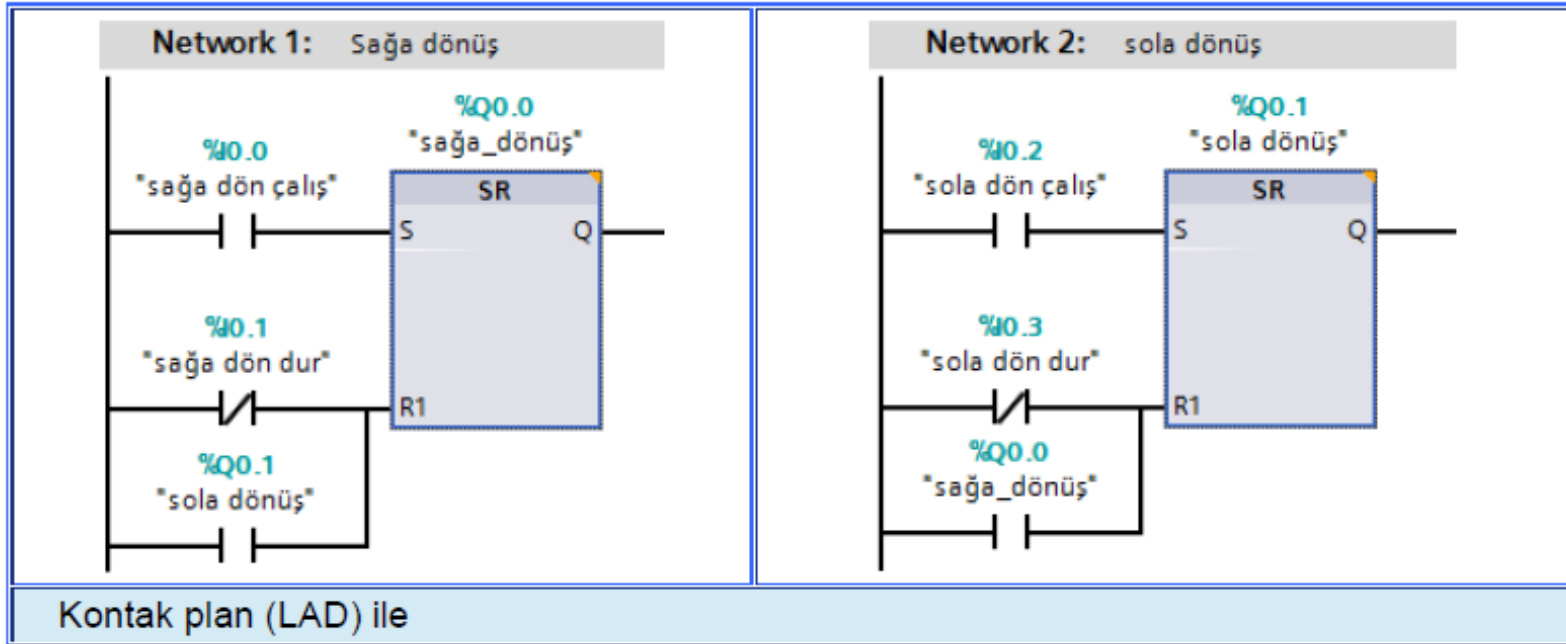 Network 1: Sağa dönüş
%Q0.0
"sağa_dönüş"
%I0.0
"sağa dön çalış"
SR
S
Q
%I0.1
"sağa dön dur"
R1
%Q0.1
"sola dönüş"
Network 2: sola dönüş
%Q0.1
"sola dönüş"
%I0.2
"sola dön çalış"
SR
S
Q
%I0.3
"sola dön dur"
R1
%Q0.0
"sağa_dönüş"
Kontak plan (LAD) ile